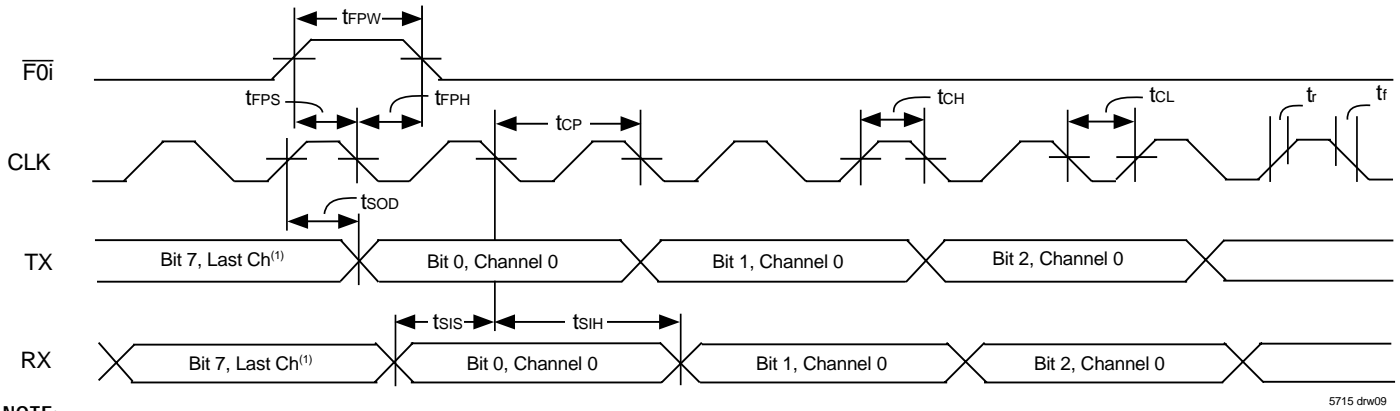 tFPW
F0i
tFPS
tFPH
tCP
tCH
tCL
tr
tf
CLK
tSOD
TX
Bit 7, Last Ch(1)
Bit 0, Channel 0
Bit 1, Channel 0
Bit 2, Channel 0
tSIS
tSIH
RX
Bit 7, Last Ch(1)
Bit 0, Channel 0
Bit 1, Channel 0
Bit 2, Channel 0
5715 drw09
NOTE